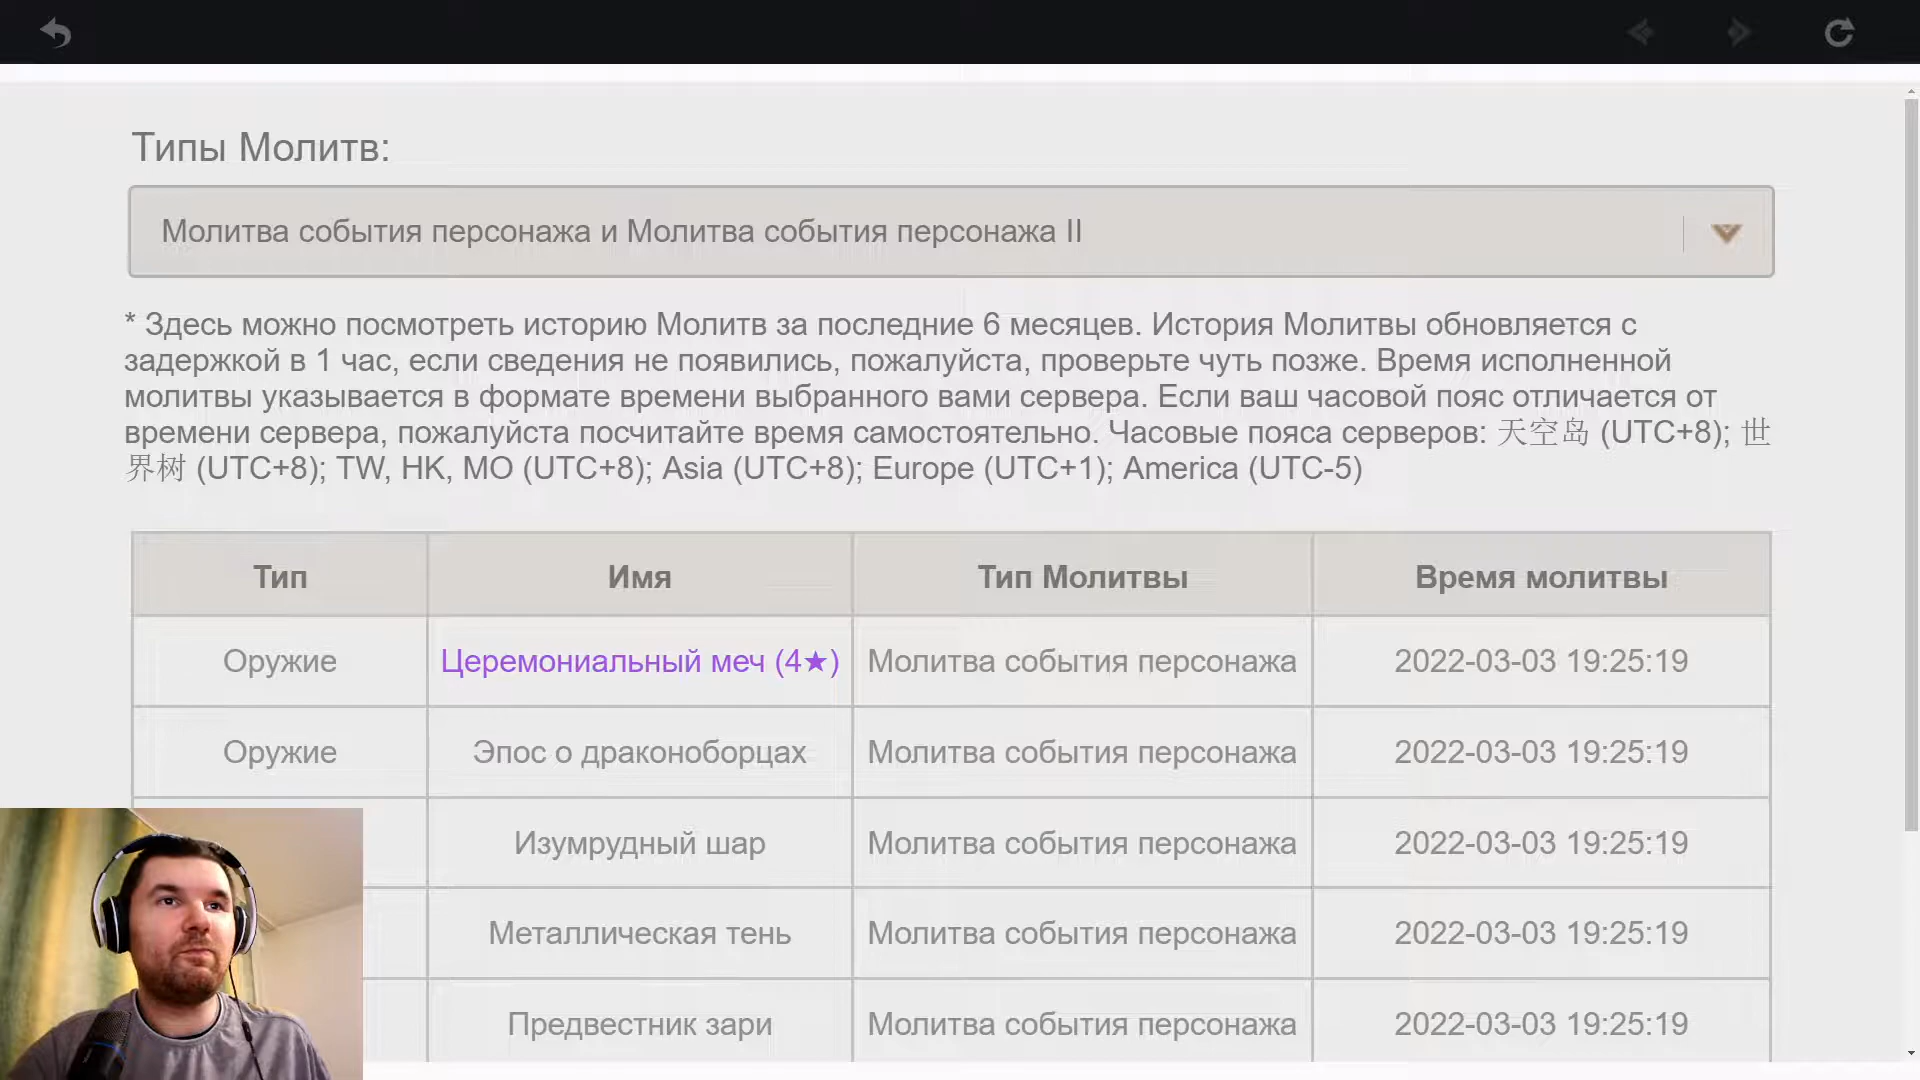 Типы Молитв:
Молитва события персонажа и Молитва события персонажа II
* Здесь можно посмотреть историю Молитв за последние 6 месяцев. История Молитвы обновляется с
задержкой в 1 час, если сведения не появились, пожалуйста, проверьте чуть позже. Время исполненной
молитвы указывается в формате времени выбранного вами сервера. Если ваш часовой пояс отличается от
времени сервера, пожалуйста посчитайте время самостоятельно. Часовые пояса серверов: 天空岛 (UTC+8); 世
界树 (UTC+8); TW, HK, MO (UTC+8); Asia (UTC+8); Europe (UTC+1); America (UTC-5)
Тип Имя Тип Молитвы Время молитвы
Оружие Церемониальный меч (4★) Молитва события персонажа 2022-03-03 19:25:19
Оружие Эпос о драконоборцах Молитва события персонажа 2022-03-03 19:25:19
Изумрудный шар Молитва события персонажа 2022-03-03 19:25:19
Металлическая тень Молитва события персонажа 2022-03-03 19:25:19
Предвестник зари Молитва события персонажа 2022-03-03 19:25:19